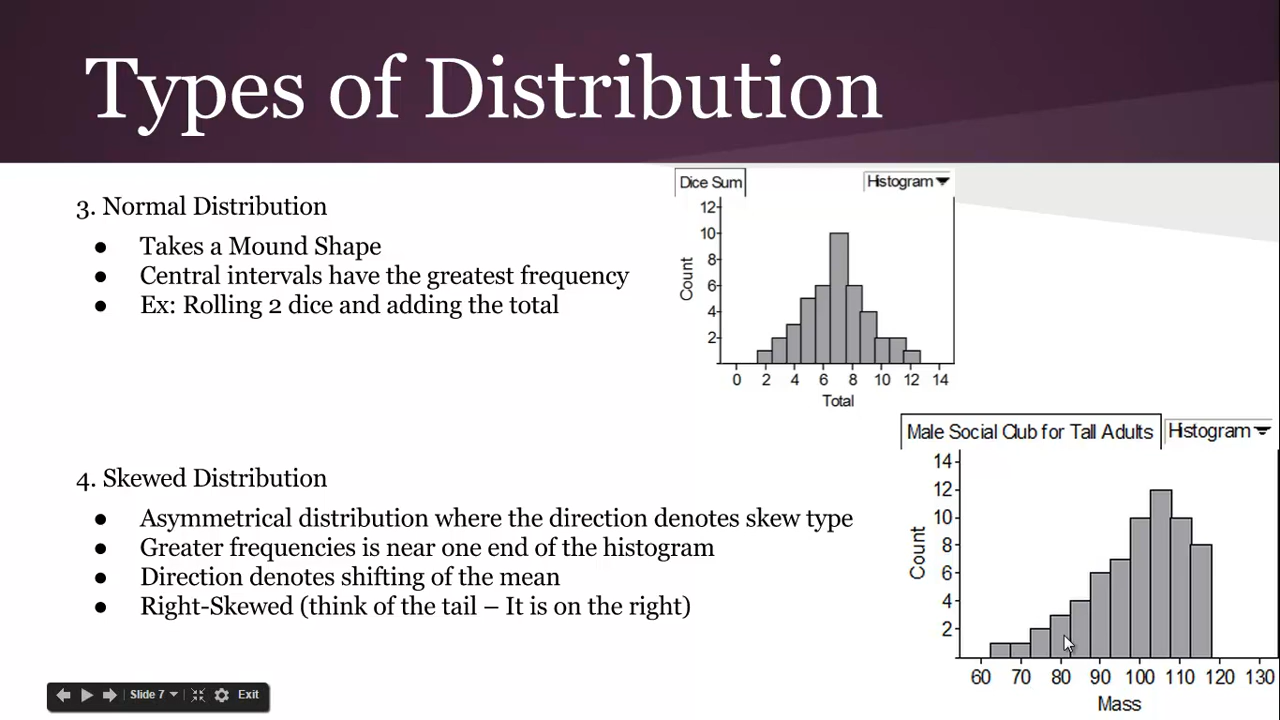 Types of Distribution
3. Normal Distribution
● Takes a Mound Shape
● Central intervals have the greatest frequency
● Ex: Rolling 2 dice and adding the total
Dice Sum
Histogram
12
10
8
6
4
2
Count
0 2 4 6 8 10 12 14
Total
4. Skewed Distribution
● Asymmetrical distribution where the direction denotes skew type
● Greater frequencies is near one end of the histogram
● Direction denotes shifting of the mean
● Right-Skewed (think of the tail – It is on the right)
Male Social Club for Tall Adults
Histogram
14
12
10
8
6
4
2
Count
60 70 80 90 100 110 120 130
Mass
Slide 7
Exit